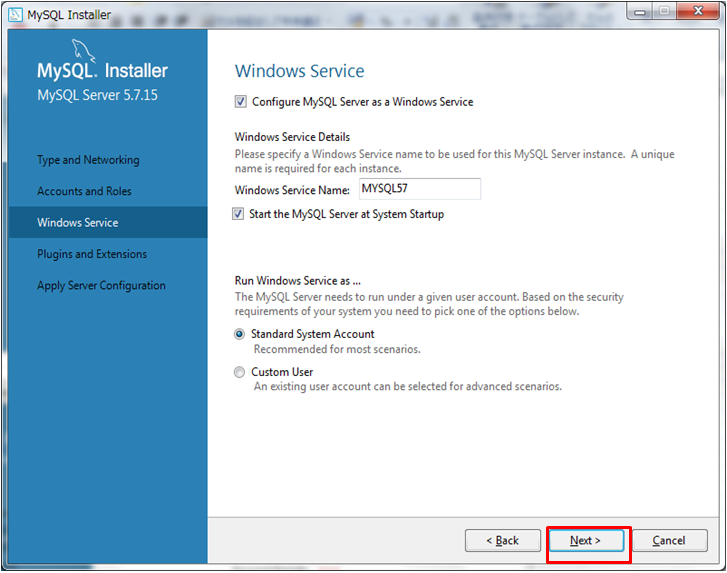 MySQL Installer
MySQL. Installer
MySQL Server 5.7.15
Type and Networking
Accounts and Roles
Windows Service
Plugins and Extensions
Apply Server Configuration
Windows Service
Configure MySQL Server as a Windows Service
Windows Service Details
Please specify a Windows Service name to be used for this MySQL Server instance. A unique
name is required for each instance.
Windows Service Name: MYSQL57
Start the MySQL Server at System Startup
Run Windows Service as ...
The MySQL Server needs to run under a given user account. Based on the security
requirements of your system you need to pick one of the options below.
Standard System Account
Recommended for most scenarios.
Custom User
An existing user account can be selected for advanced scenarios.
< Back Next > Cancel